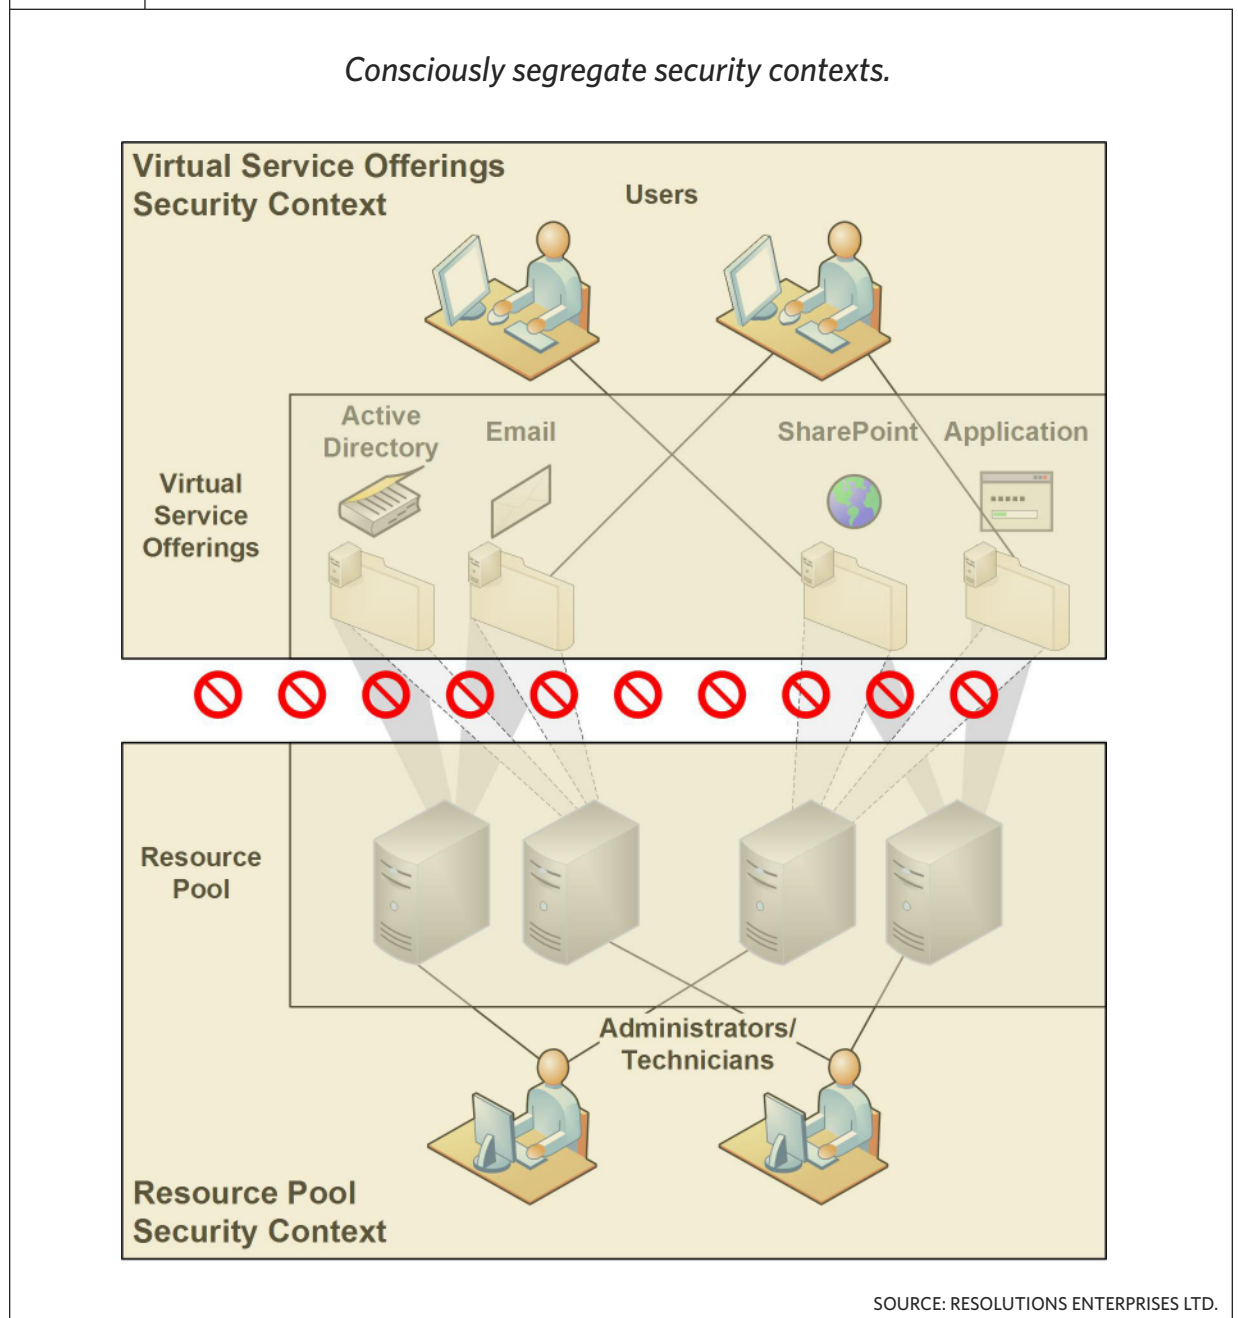 Consciously segregate security contexts.
Virtual Service Offerings
Security Context
Users
Active
Directory
Email
SharePoint
Application
Virtual
Service
Offerings
Resource
Pool
Administrators/
Technicians
Resource Pool
Security Context
SOURCE: RESOLUTIONS ENTERPRISES LTD.